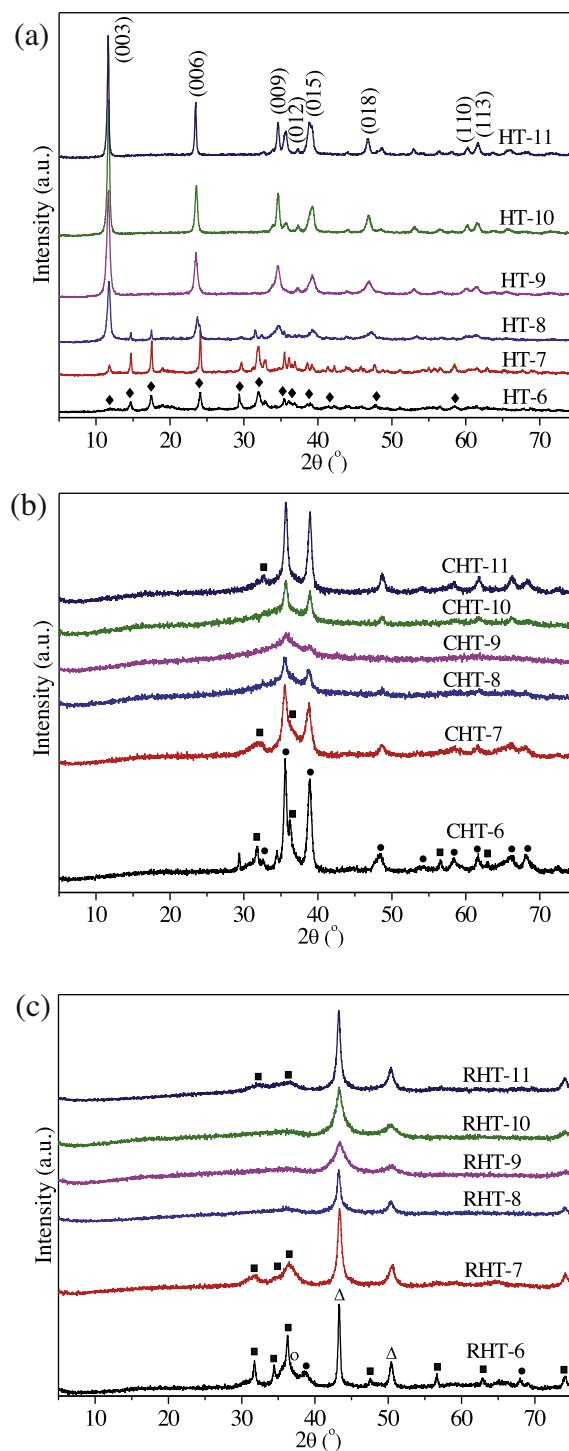 (a)
(003)
(006)
(009)
(012)
(015)
(018)
(110)
(113)
HT-11
HT-10
HT-9
HT-8
HT-7
HT-6
Intensity (a.u.)
10 20 30 40 50 60 70
2θ (°)
(b)
CHT-11
CHT-10
CHT-9
CHT-8
CHT-7
CHT-6
Intensity (a.u.)
10 20 30 40 50 60 70
2θ (°)
(c)
RHT-11
RHT-10
RHT-9
RHT-8
RHT-7
RHT-6
Δ
Δ
Intensity (a.u.)
10 20 30 40 50 60 70
2θ (°)